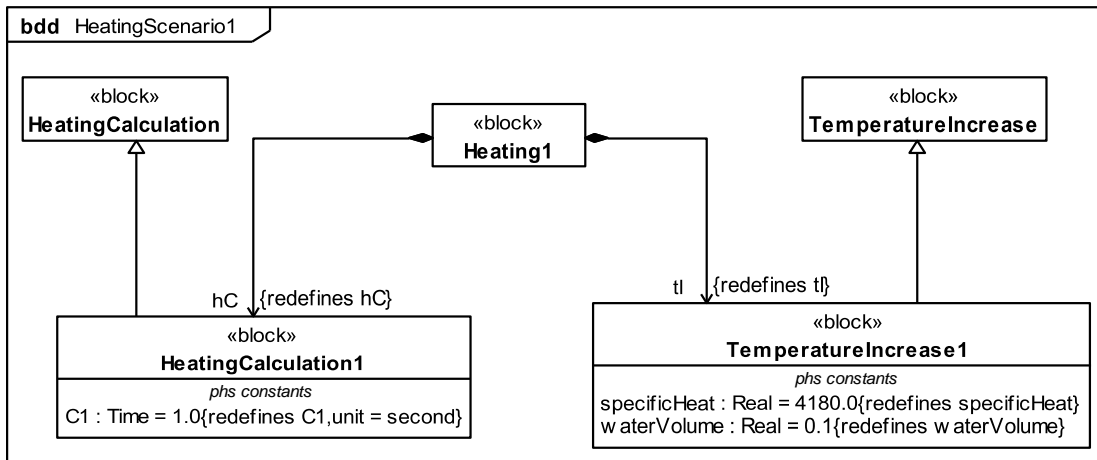 bdd HeatingScenario1
«block»
HeatingCalculation
«block»
Heating1
«block»
TemperatureIncrease
hC {redefines hC}
tI {redefines tI}
«block»
HeatingCalculation1
phs constants
C1 : Time = 1.0{redefines C1,unit = second}
«block»
TemperatureIncrease1
phs constants
specificHeat : Real = 4180.0{redefines specificHeat}
waterVolume : Real = 0.1{redefines waterVolume}